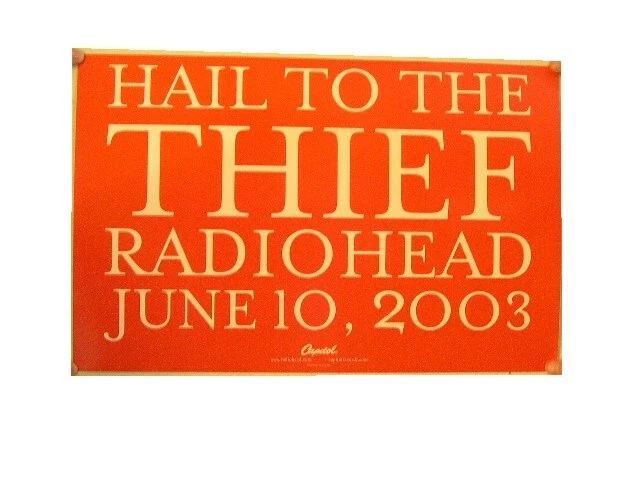 HAIL TO THE
THIEF
RADIOHEAD
JUNE 10, 2003
Capitol